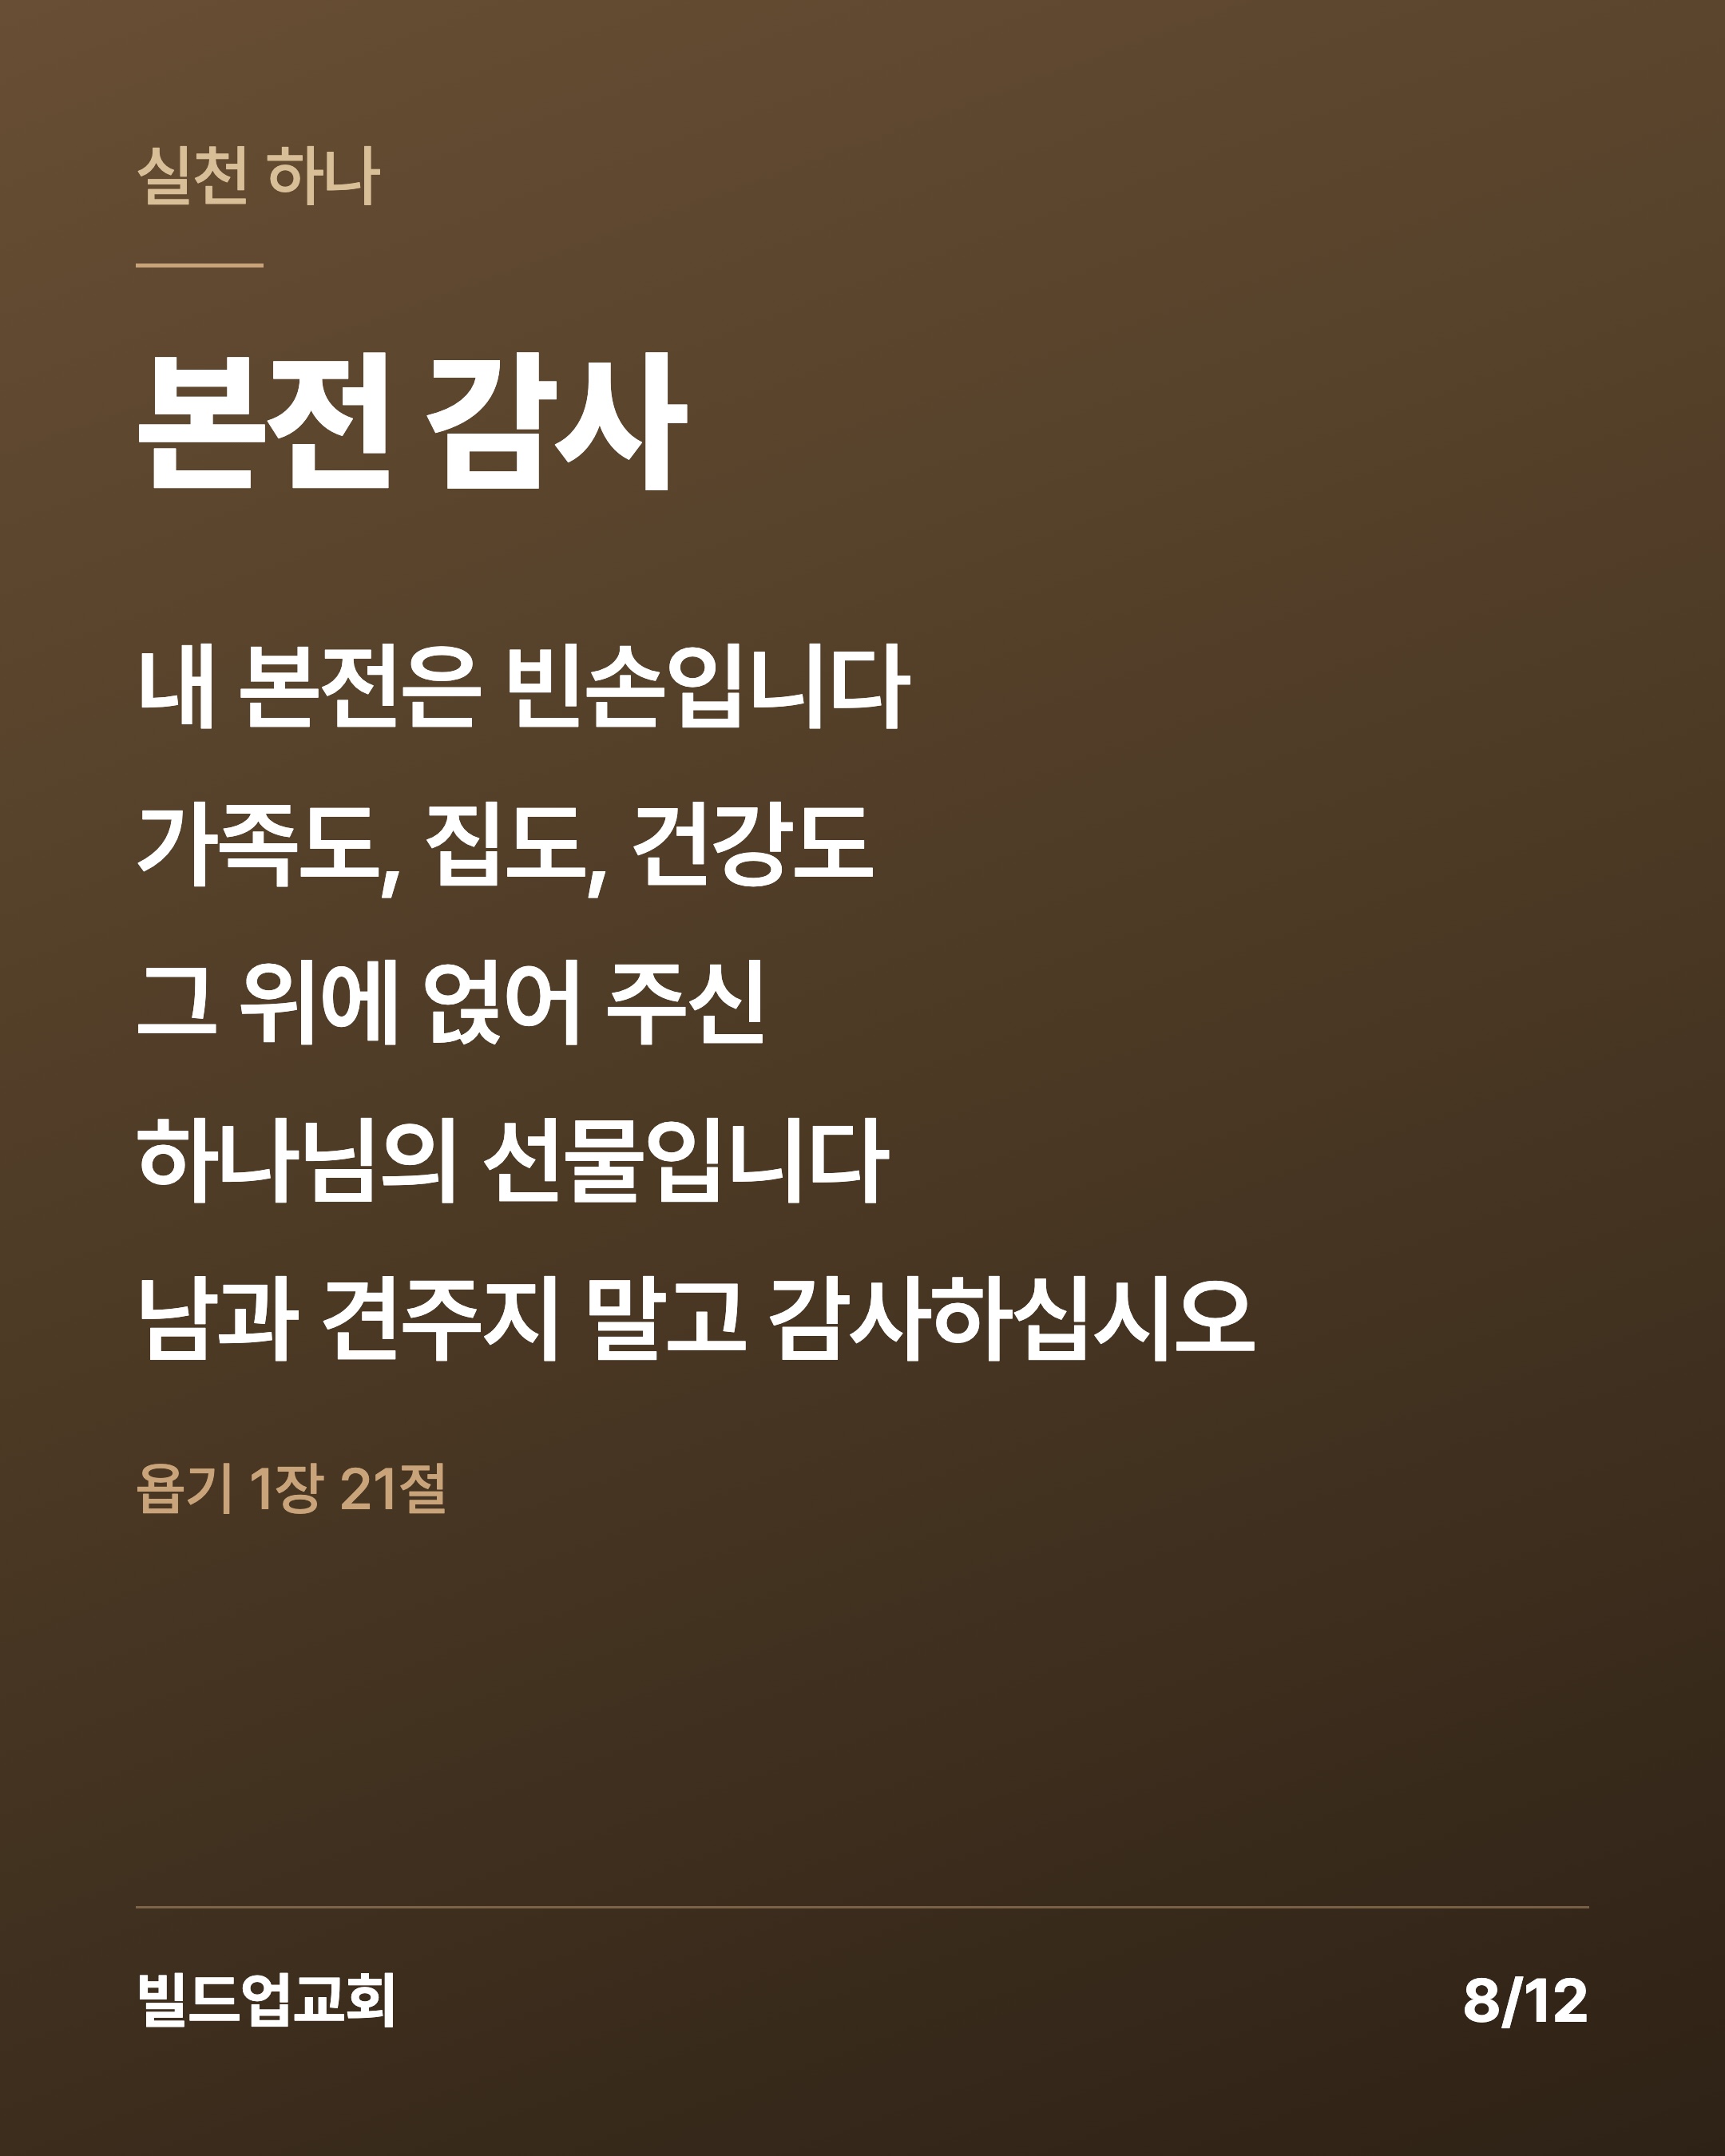 실천 하나
본전 감사
내 본전은 빈손입니다
가족도, 집도, 건강도
그 위에 얹어 주신
하나님의 선물입니다
남과 견주지 말고 감사하십시오
욥기 1장 21절
빌드업교회
8/12